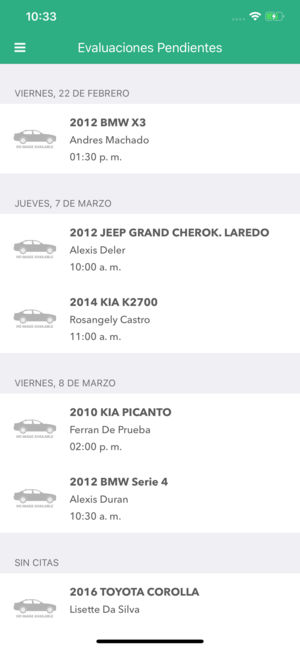 10:33
Evaluaciones Pendientes
VIERNES, 22 DE FEBRERO
2012 BMW X3
Andres Machado
01:30 p. m.
NO IMAGE AVAILABLE
JUEVES, 7 DE MARZO
2012 JEEP GRAND CHEROK. LAREDO
Alexis Deler
10:00 a. m.
NO IMAGE AVAILABLE
2014 KIA K2700
Rosangely Castro
11:00 a. m.
NO IMAGE AVAILABLE
VIERNES, 8 DE MARZO
2010 KIA PICANTO
Ferran De Prueba
02:00 p. m.
NO IMAGE AVAILABLE
2012 BMW Serie 4
Alexis Duran
10:30 a. m.
NO IMAGE AVAILABLE
SIN CITAS
2016 TOYOTA COROLLA
Lisette Da Silva
NO IMAGE AVAILABLE